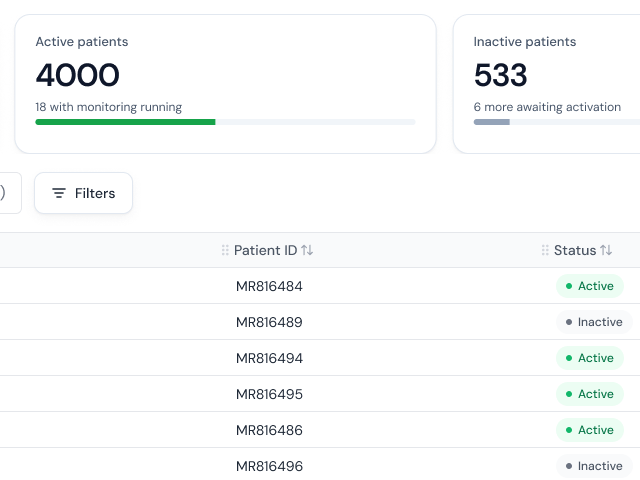 Active patients
4000
18 with monitoring running
Inactive patients
533
6 more awaiting activation
)
Filters
Patient ID Status
MR816484 Active
MR816489 Inactive
MR816494 Active
MR816495 Active
MR816486 Active
MR816496 Inactive